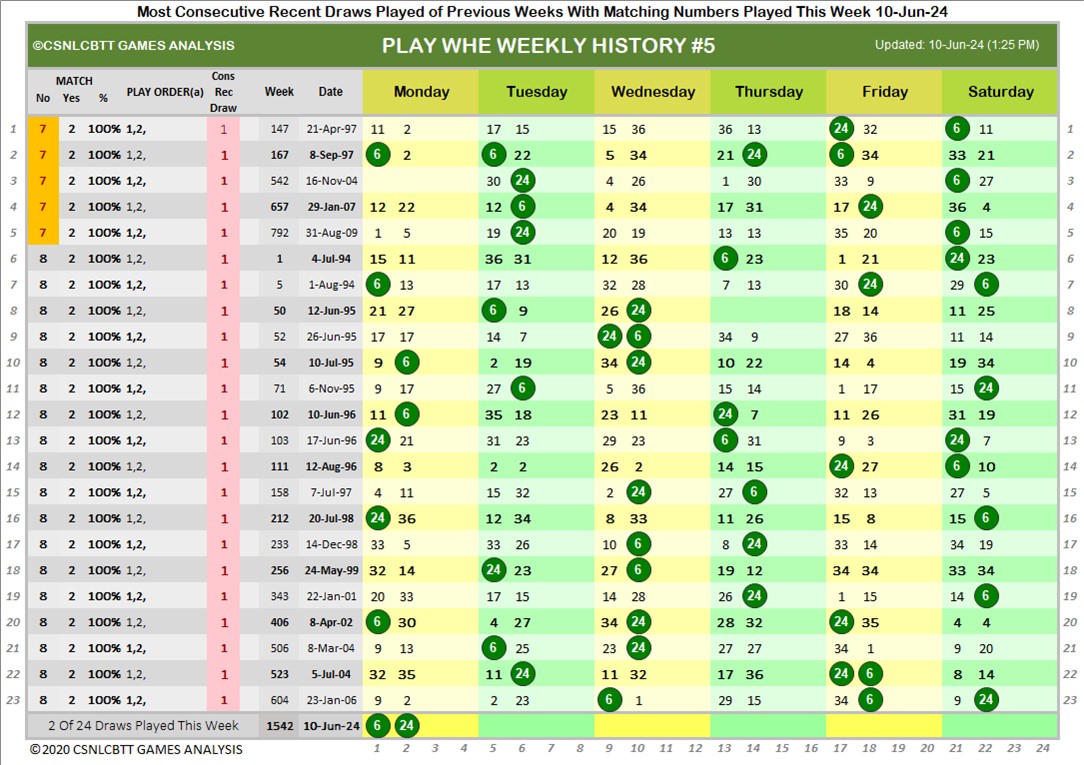 Most Consecutive Recent Draws Played of Previous Weeks With Matching Numbers Played This Week 10-Jun-24
©CSNLCBTT GAMES ANALYSIS PLAY WHE WEEKLY HISTORY #5 Updated: 10-Jun-24 (1:25 PM)
MATCH Cons
No Yes % PLAY ORDER(a) Rec Week Date Monday Tuesday Wednesday Thursday Friday Saturday
Draw
1 7 2 100% 1,2, 1 147 21-Apr-97 11 2 17 15 15 36 36 13 24 32 6 11 1
2 7 2 100% 1,2, 1 167 8-Sep-97 6 2 6 22 5 34 21 24 6 34 33 21 2
3 7 2 100% 1,2, 1 542 16-Nov-04 30 24 4 26 1 30 33 9 6 27 3
4 7 2 100% 1,2, 1 657 29-Jan-07 12 22 12 6 4 34 17 31 17 24 36 4 4
5 7 2 100% 1,2, 1 792 31-Aug-09 1 5 19 24 20 19 13 13 35 20 6 15 5
6 8 2 100% 1,2, 1 1 4-Jul-94 15 11 36 31 12 36 6 23 1 21 24 23 6
7 8 2 100% 1,2, 1 5 1-Aug-94 6 13 17 13 32 28 7 13 30 24 29 6 7
8 8 2 100% 1,2, 1 50 12-Jun-95 21 27 6 9 26 24 18 14 11 25 8
9 8 2 100% 1,2, 1 52 26-Jun-95 17 17 14 7 24 6 34 9 27 36 11 14 9
10 8 2 100% 1,2, 1 54 10-Jul-95 9 6 2 19 34 24 10 22 14 4 19 34 10
11 8 2 100% 1,2, 1 71 6-Nov-95 9 17 27 6 5 36 15 14 1 17 15 24 11
12 8 2 100% 1,2, 1 102 10-Jun-96 11 6 35 18 23 11 24 7 11 26 31 19 12
13 8 2 100% 1,2, 1 103 17-Jun-96 24 21 31 23 29 23 6 31 9 3 24 7 13
14 8 2 100% 1,2, 1 111 12-Aug-96 8 3 2 2 26 2 14 15 24 27 6 10 14
15 8 2 100% 1,2, 1 158 7-Jul-97 4 11 15 32 2 24 27 6 32 13 27 5 15
16 8 2 100% 1,2, 1 212 20-Jul-98 24 36 12 34 8 33 11 26 15 8 15 6 16
17 8 2 100% 1,2, 1 233 14-Dec-98 33 5 33 26 10 6 8 24 33 14 34 19 17
18 8 2 100% 1,2, 1 256 24-May-99 32 14 24 23 27 6 19 12 34 34 33 34 18
19 8 2 100% 1,2, 1 343 22-Jan-01 20 33 17 15 14 28 26 24 1 15 14 6 19
20 8 2 100% 1,2, 1 406 8-Apr-02 6 30 4 27 34 24 28 32 24 35 4 4 20
21 8 2 100% 1,2, 1 506 8-Mar-04 9 13 6 25 23 24 27 27 34 1 9 20 21
22 8 2 100% 1,2, 1 523 5-Jul-04 32 35 11 24 11 32 17 36 24 6 8 14 22
23 8 2 100% 1,2, 1 604 23-Jan-06 9 2 2 23 6 1 29 15 34 6 9 24 23
2 Of 24 Draws Played This Week 1542 10-Jun-24 6 24
© 2020 CSNLCBTT GAMES ANALYSIS 1 2 3 4 5 6 7 8 9 10 11 12 13 14 15 16 17 18 19 20 21 22 23 24